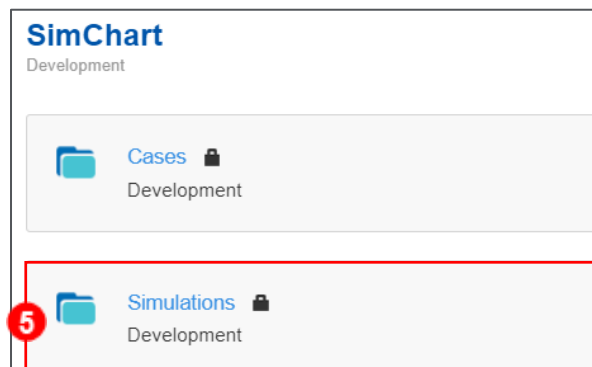 SimChart
Development
Cases
Development
Simulations
5
Development